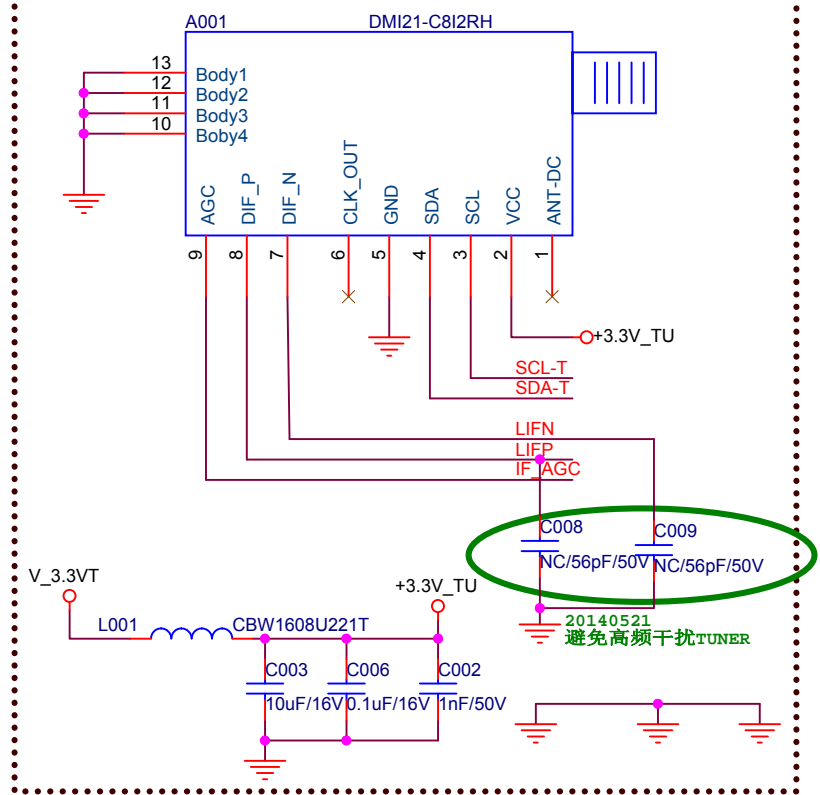 A001 DMI21-C8I2RH
13 Body1
12 Body2
11 Body3
10 Boby4
AGC DIF_P DIF_N CLK_OUT GND SDA SCL VCC ANT-DC
9 8 7 6 5 4 3 2 1
+3.3V_TU
SCL-T
SDA-T
LIFN
LIFP
IF_AGC
C008 C009
NC/56pF/50V NC/56pF/50V
V_3.3VT +3.3V_TU
L001 CBW1608U221T
20140521
避免高频干扰TUNER
C003 C006 C002
10uF/16V 0.1uF/16V 1nF/50V